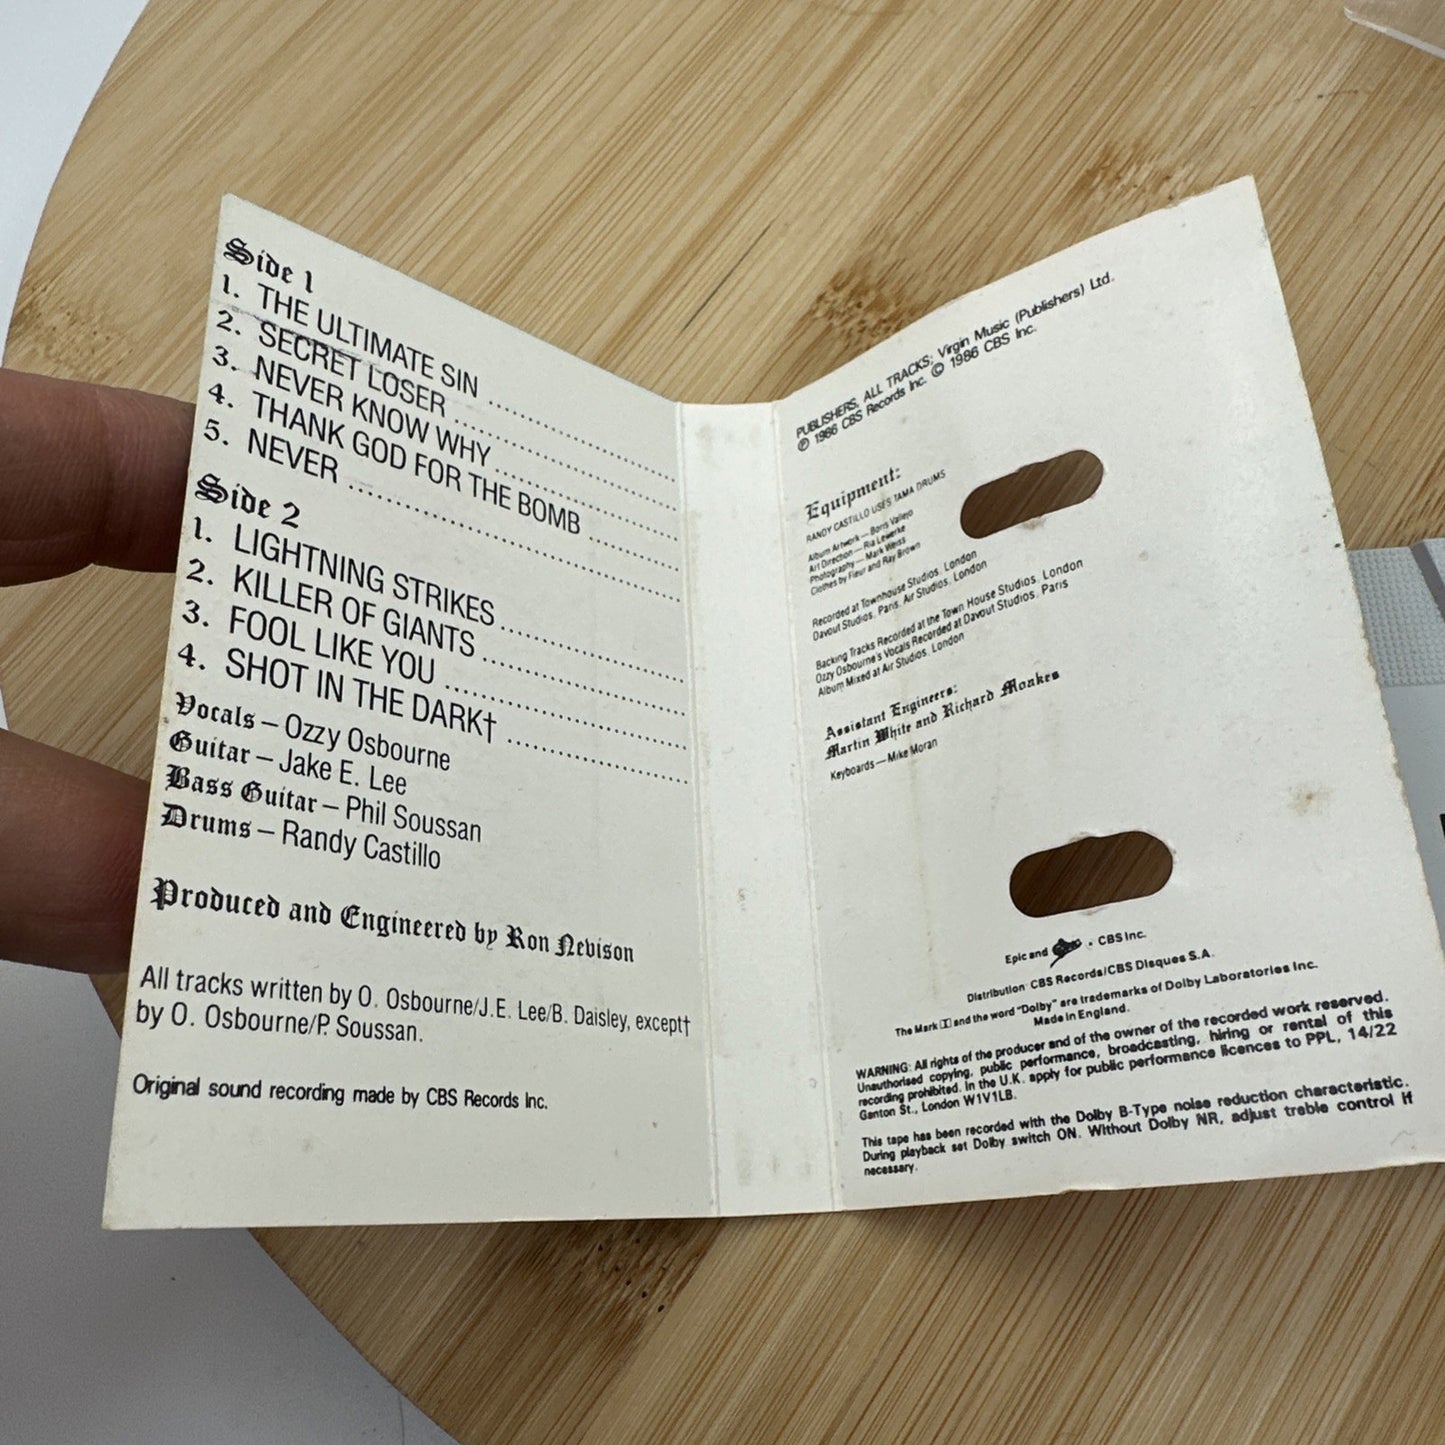 Side 1
1. THE ULTIMATE SIN
2. SECRET LOSER
3. NEVER KNOW WHY
4. THANK GOD FOR THE BOMB
5. NEVER
Side 2
1. LIGHTNING STRIKES
2. KILLER OF GIANTS
3. FOOL LIKE YOU
4. SHOT IN THE DARK†
Vocals – Ozzy Osbourne
Guitar – Jake E. Lee
Bass Guitar – Phil Soussan
Drums – Randy Castillo
Produced and Engineered by Ron Nevison
All tracks written by O. Osbourne/J.E. Lee/B. Daisley, except†
by O. Osbourne/P. Soussan.
Original sound recording made by CBS Records Inc.
PUBLISHERS, ALL TRACKS; Virgin Music (Publishers) Ltd.
℗ 1986 CBS Records Inc. © 1986 CBS Inc.
Equipment:
RANDY CASTILLO USES TAMA DRUMS
Album Artwork — Boris Vallejo
Art Direction — Ria Lewerke
Photography — Mark Weiss
Clothes by Fleur and Ray Brown
Recorded at Townhouse Studios, London
Davout Studios, Paris, Air Studios, London
Backing Tracks Recorded at the Town House Studios, London
Ozzy Osbourne's Vocals Recorded at Davout Studios, Paris
Album Mixed at Air Studios, London
Assistant Engineers:
Martin White and Richard Moakes
Keyboards — Mike Moran
Epic and Epic . CBS Inc.
Distribution CBS Records/CBS Disques S.A.
The Mark and the word "Dolby" are trademarks of Dolby Laboratories Inc.
Made in England.
WARNING: All rights of the producer and of the owner of the recorded work reserved.
Unauthorised copying, public performance, broadcasting, hiring or rental of this
recording prohibited. In the U.K. apply for public performance licences to PPL, 14/22
Ganton St., London W1V1LB.
This tape has been recorded with the Dolby B-Type noise reduction characteristic.
During playback set Dolby switch ON. Without Dolby NR, adjust treble control if
necessary.